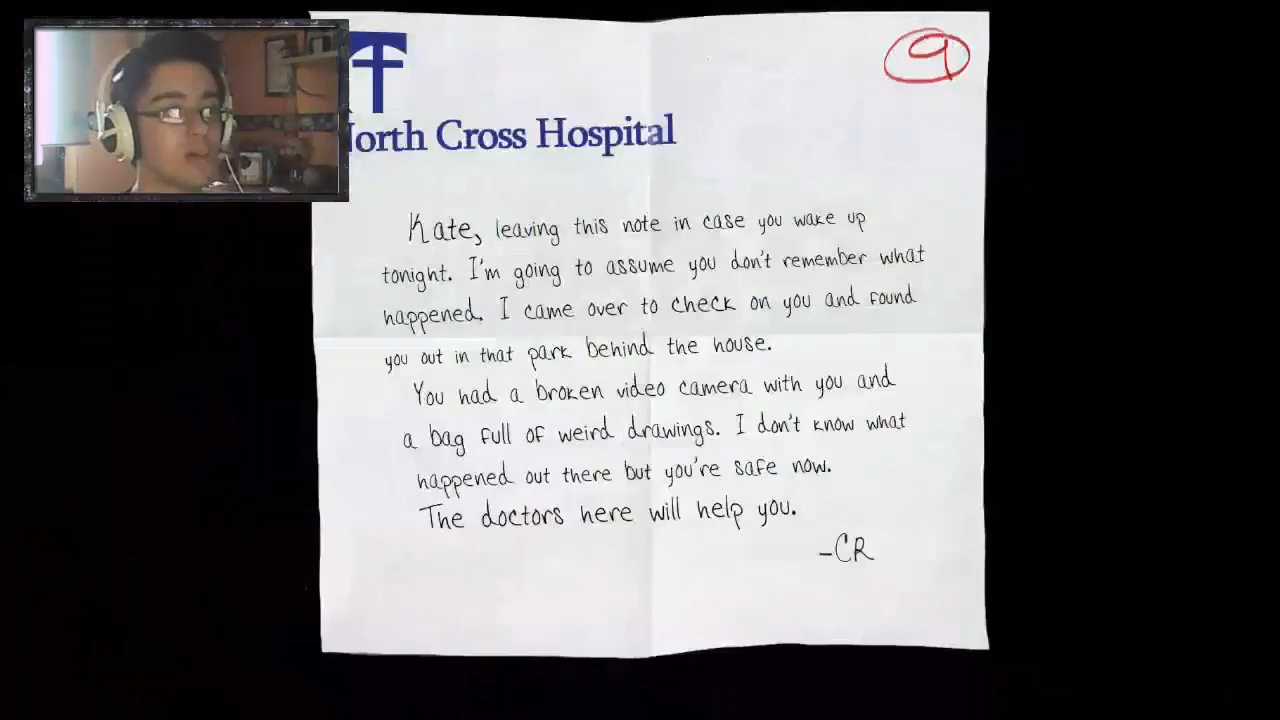 9
North Cross Hospital
Kate, leaving this note in case you wake up
tonight. I'm going to assume you don't remember what
happened. I came over to check on you and found
you out in that park behind the house.
You had a broken video camera with you and
a bag full of weird drawings. I don't know what
happened out there but you're safe now.
The doctors here will help you.
-CR